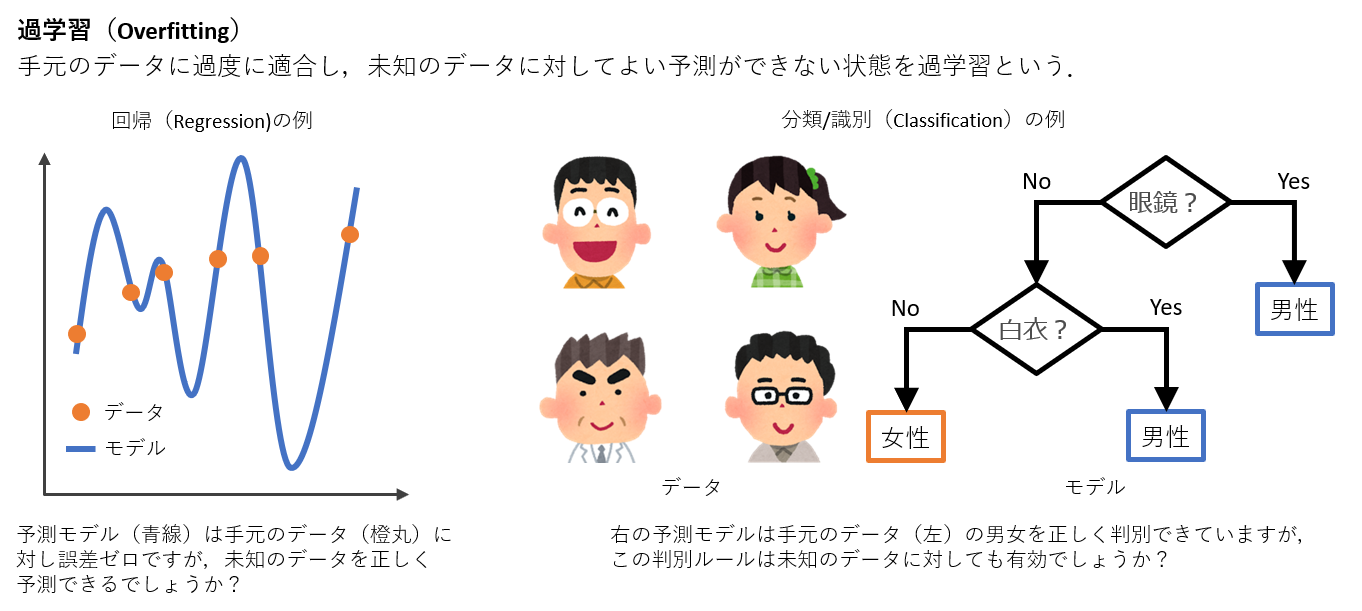 過学習（Overfitting）
手元のデータに過度に適合し，未知のデータに対してよい予測ができない状態を過学習という．
回帰（Regression)の例
データ
モデル
予測モデル（青線）は手元のデータ（橙丸）に
対し誤差ゼロですが，未知のデータを正しく
予測できるでしょうか？
分類/識別（Classification）の例
眼鏡？
No
Yes
男性
白衣？
No
Yes
女性
男性
データ
モデル
右の予測モデルは手元のデータ（左）の男女を正しく判別できていますが，
この判別ルールは未知のデータに対しても有効でしょうか？